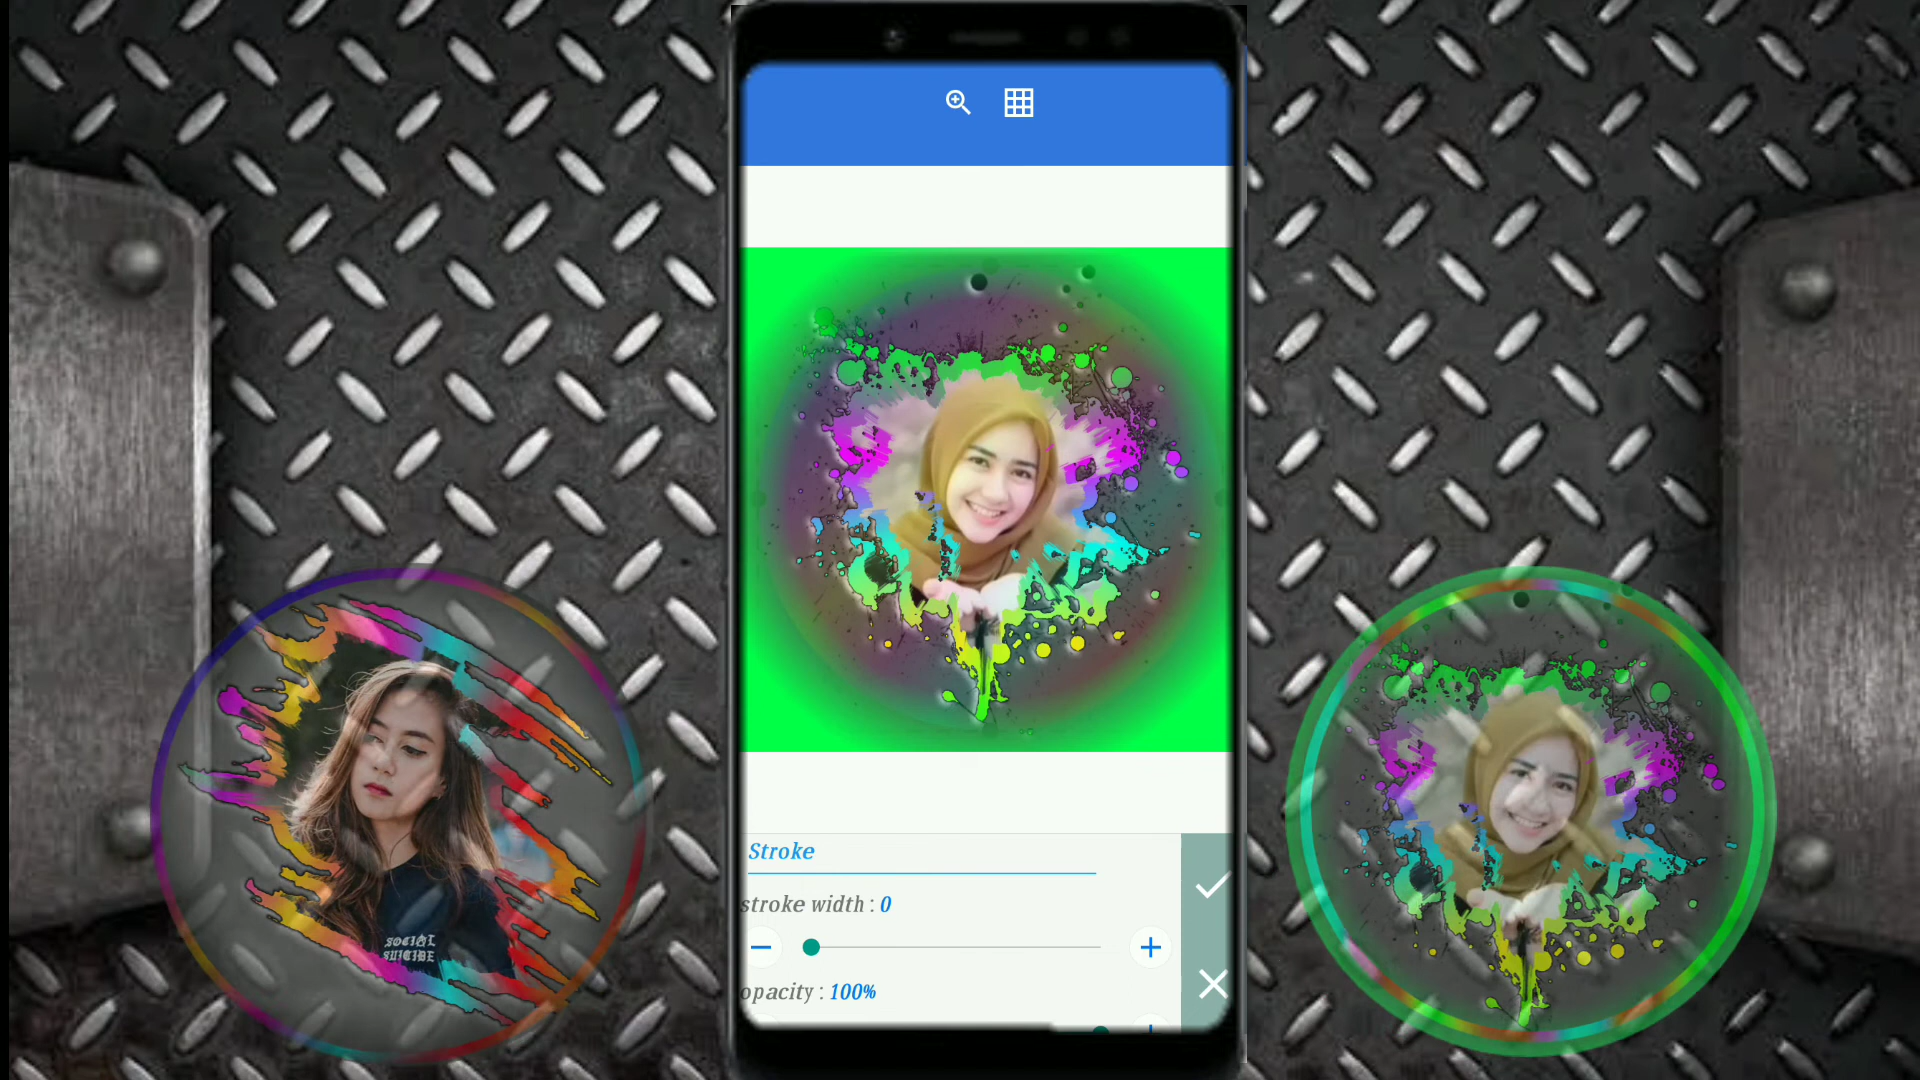 Stroke
stroke width : 0
opacity : 100%
SOCIAL
SUICIDE